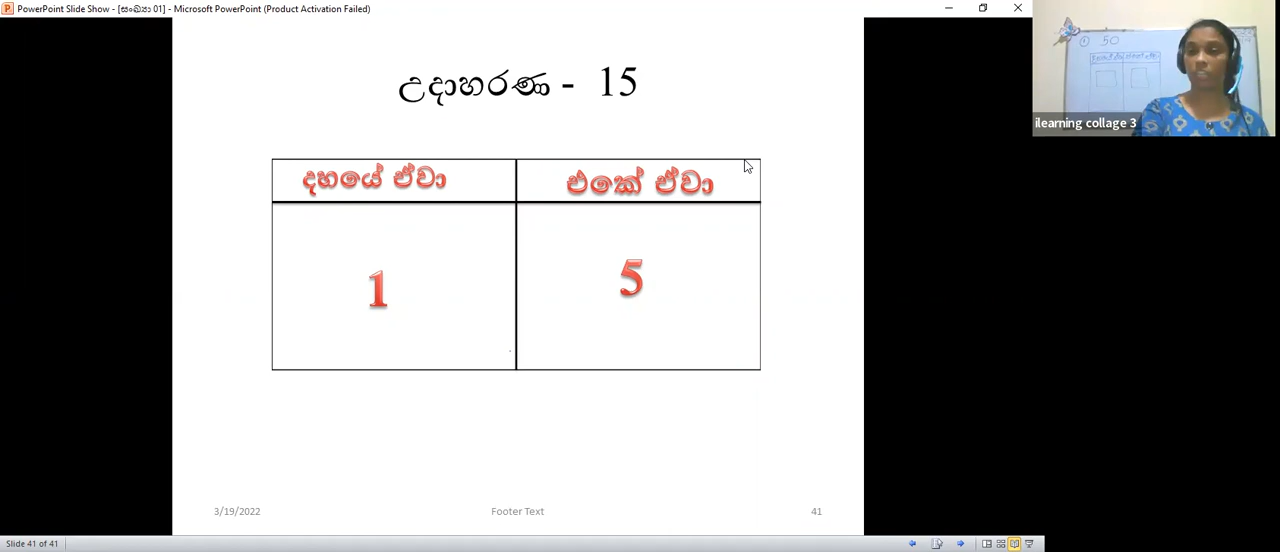 PowerPoint Slide Show - [සංඛ්‍යා 01] - Microsoft PowerPoint (Product Activation Failed)
උදාහරණ - 15
දහයේ ඒවා එකේ ඒවා
1 5
3/19/2022 Footer Text 41
Slide 41 of 41
50
ilearning collage 3